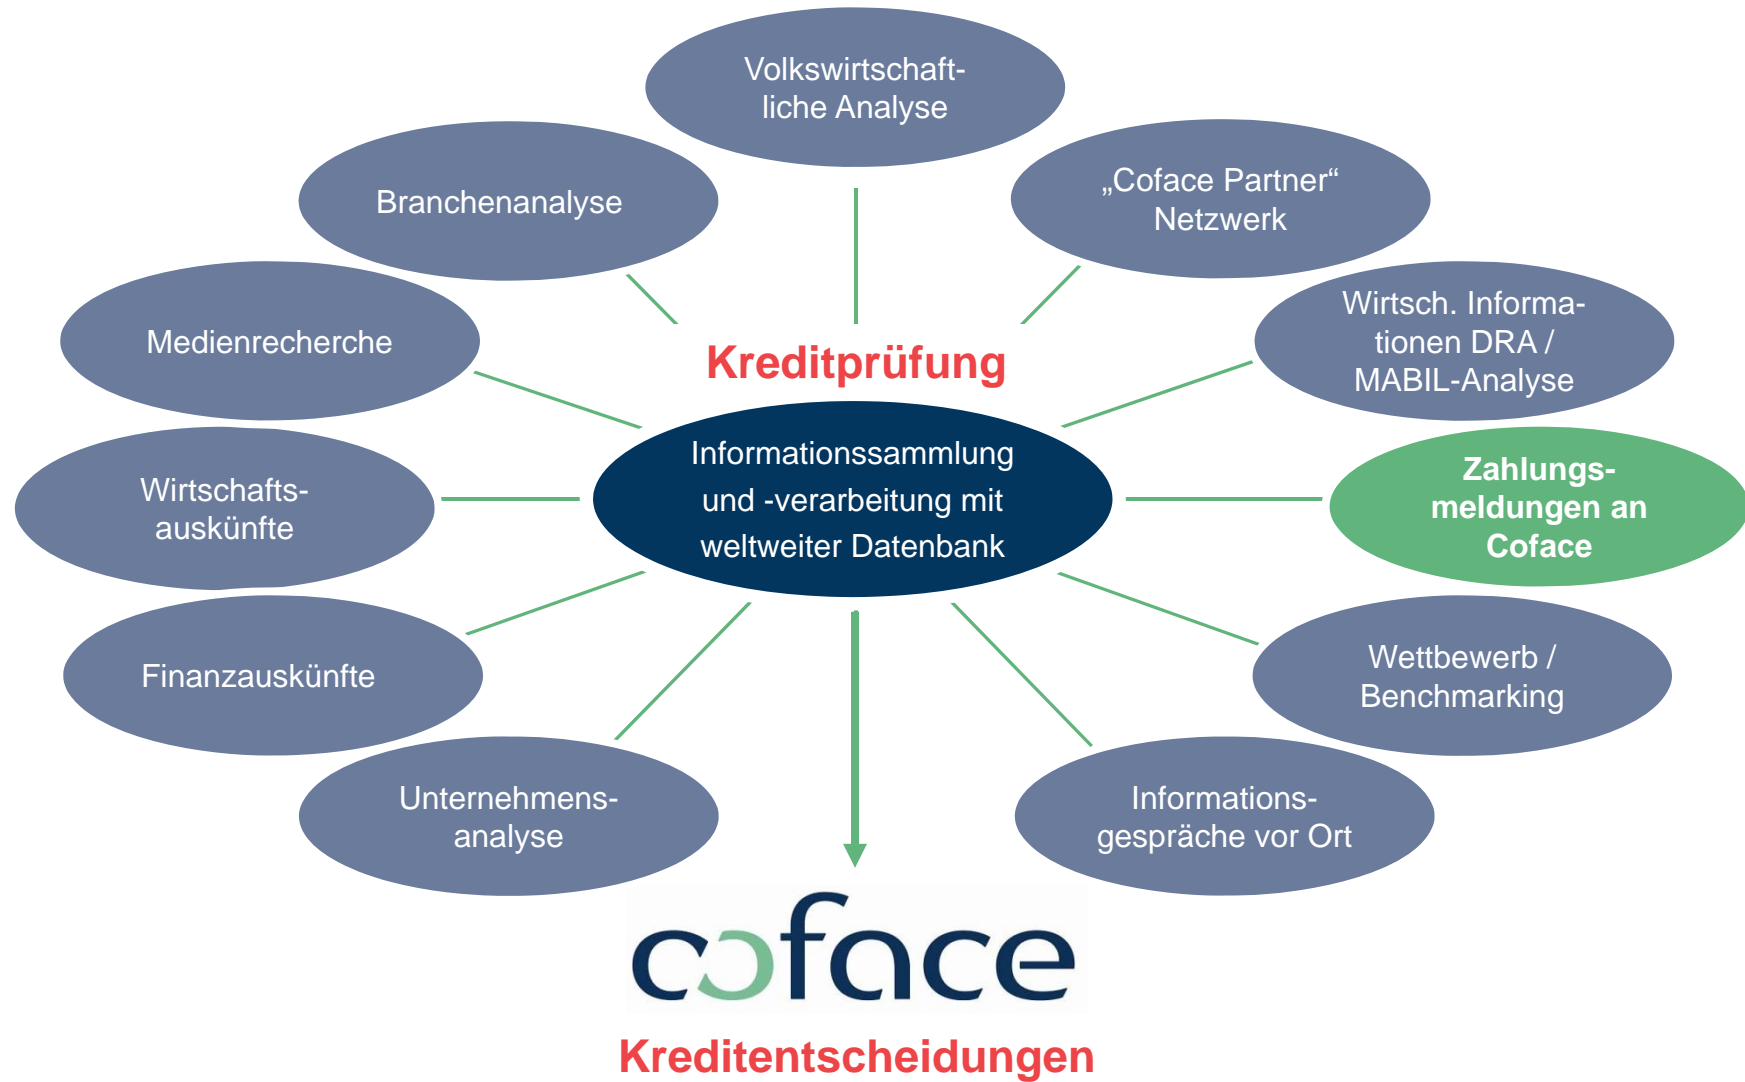 Volkswirtschaft-
liche Analyse
Branchenanalyse
„Coface Partner“
Netzwerk
Medienrecherche
Wirtsch. Informa-
tionen DRA /
MABIL-Analyse
Kreditprüfung
Informationssammlung
und -verarbeitung mit
weltweiter Datenbank
Wirtschafts-
auskünfte
Zahlungs-
meldungen an
Coface
Finanzauskünfte
Wettbewerb /
Benchmarking
Unternehmens-
analyse
Informations-
gespräche vor Ort
coface
Kreditentscheidungen